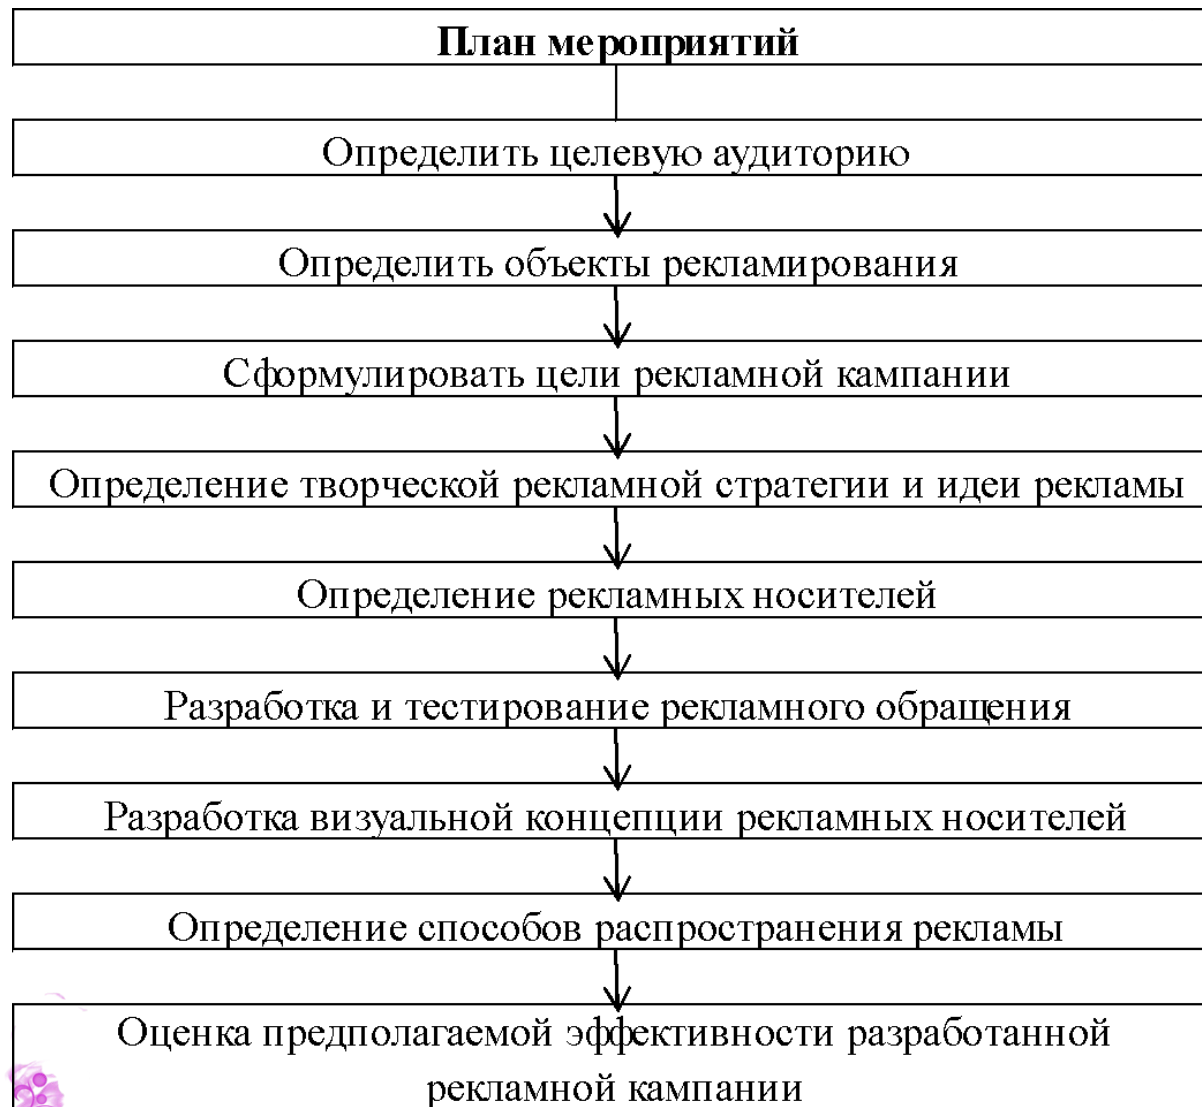 План мероприятий
Определить целевую аудиторию
Определить объекты рекламирования
Сформулировать цели рекламной кампании
Определение творческой рекламной стратегии и идеи рекламы
Определение рекламных носителей
Разработка и тестирование рекламного обращения
Разработка визуальной концепции рекламных носителей
Определение способов распространения рекламы
Оценка предполагаемой эффективности разработанной
рекламной кампании